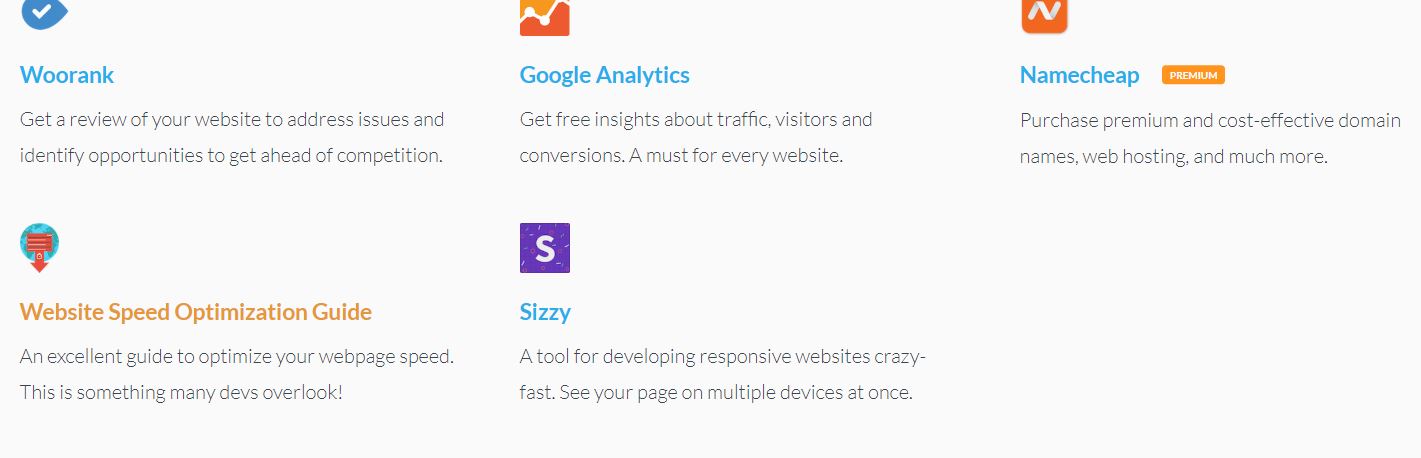 Woorank
Get a review of your website to address issues and
identify opportunities to get ahead of competition.
Google Analytics
Get free insights about traffic, visitors and
conversions. A must for every website.
Namecheap PREMIUM
Purchase premium and cost-effective domain
names, web hosting, and much more.
Website Speed Optimization Guide
An excellent guide to optimize your webpage speed.
This is something many devs overlook!
S
Sizzy
A tool for developing responsive websites crazy-
fast. See your page on multiple devices at once.